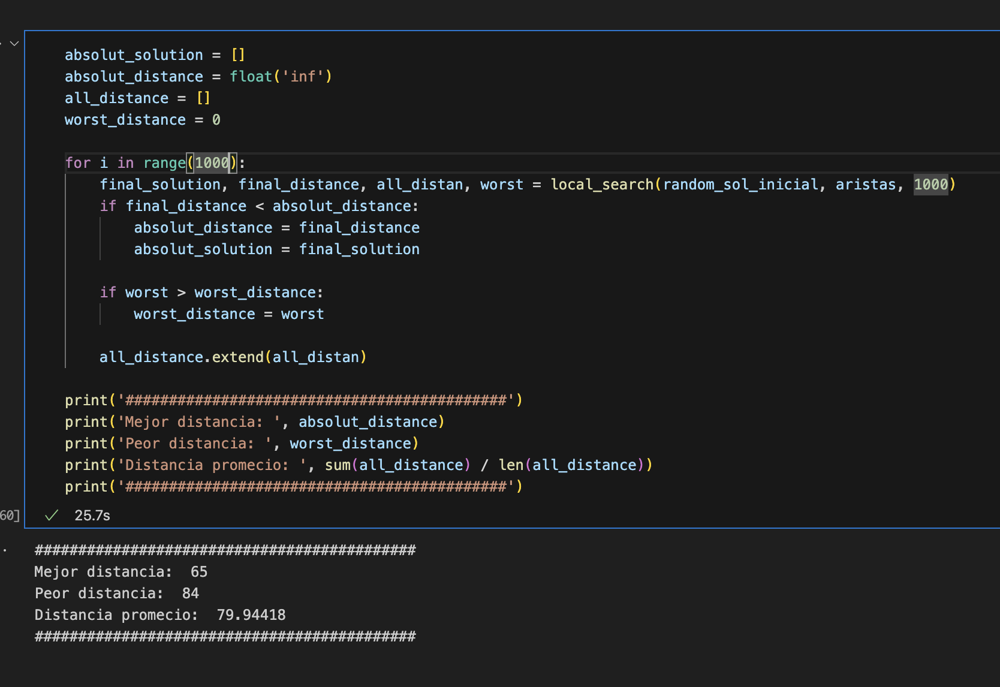 absolut_solution = []
absolut_distance = float('inf')
all_distance = []
worst_distance = 0
for i in range(1000):
    final_solution, final_distance, all_distan, worst = local_search(random_sol_inicial, aristas, 1000)
    if final_distance < absolut_distance:
        absolut_distance = final_distance
        absolut_solution = final_solution
    if worst > worst_distance:
        worst_distance = worst
    all_distance.extend(all_distan)
print('############################################')
print('Mejor distancia: ', absolut_distance)
print('Peor distancia: ', worst_distance)
print('Distancia promecio: ', sum(all_distance) / len(all_distance))
print('############################################')
60]
25.7s
############################################
Mejor distancia:  65
Peor distancia:  84
Distancia promecio:  79.94418
############################################